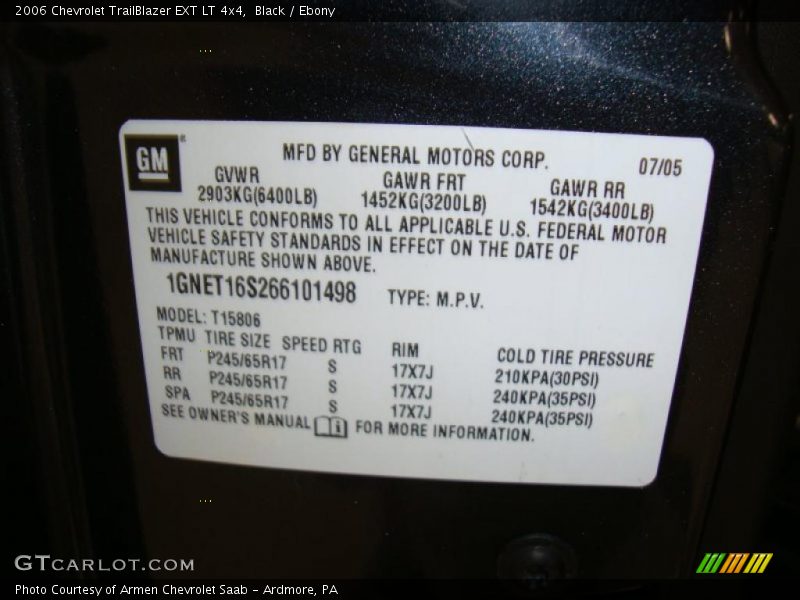 2006 Chevrolet TrailBlazer EXT LT 4x4,  Black / Ebony
GM®
MFD BY GENERAL MOTORS CORP. 07/05
GVWR GAWR FRT GAWR RR
2903KG(6400LB) 1452KG(3200LB) 1542KG(3400LB)
THIS VEHICLE CONFORMS TO ALL APPLICABLE U.S. FEDERAL MOTOR
VEHICLE SAFETY STANDARDS IN EFFECT ON THE DATE OF
MANUFACTURE SHOWN ABOVE.
1GNET16S266101498 TYPE: M.P.V.
MODEL: T15806
TPMU TIRE SIZE SPEED RTG RIM COLD TIRE PRESSURE
FRT P245/65R17 S 17X7J 210KPA(30PSI)
RR P245/65R17 S 17X7J 240KPA(35PSI)
SPA P245/65R17 S 17X7J 240KPA(35PSI)
SEE OWNER'S MANUAL FOR MORE INFORMATION.
GTCARLOT.COM
Photo Courtesy of Armen Chevrolet Saab - Ardmore, PA